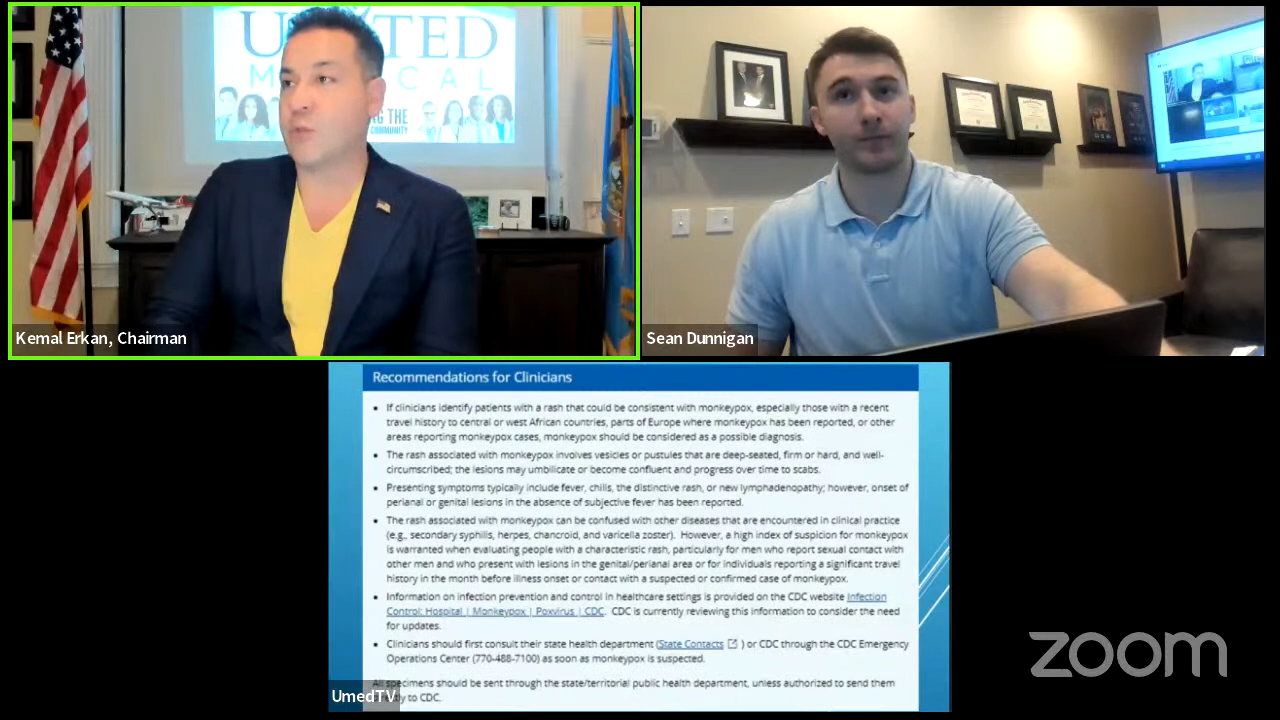 UNITED
MEDICAL
NG THE
COMMUNITY
Kemal Erkan, Chairman
Sean Dunnigan
Recommendations for Clinicians
• If clinicians identify patients with a rash that could be consistent with monkeypox, especially those with a recent
travel history to central or west African countries, parts of Europe where monkeypox has been reported, or other
areas reporting monkeypox cases, monkeypox should be considered as a possible diagnosis.
• The rash associated with monkeypox involves vesicles or pustules that are deep-seated, firm or hard, and well-
circumscribed; the lesions may umbilicate or become confluent and progress over time to scabs.
• Presenting symptoms typically include fever, chills, the distinctive rash, or new lymphadenopathy; however, onset of
perianal or genital lesions in the absence of subjective fever has been reported.
• The rash associated with monkeypox can be confused with other diseases that are encountered in clinical practice
(e.g., secondary syphilis, herpes, chancroid, and varicella zoster). However, a high index of suspicion for monkeypox
is warranted when evaluating people with a characteristic rash, particularly for men who report sexual contact with
other men and who present with lesions in the genital/perianal area or for individuals reporting a significant travel
history in the month before illness onset or contact with a suspected or confirmed case of monkeypox.
• Information on infection prevention and control in healthcare settings is provided on the CDC website Infection
Control: Hospital | Monkeypox | Poxvirus | CDC. CDC is currently reviewing this information to consider the need
for updates.
• Clinicians should first consult their state health department (State Contacts ) or CDC through the CDC Emergency
Operations Center (770-488-7100) as soon as monkeypox is suspected.
All specimens should be sent through the state/territorial public health department, unless authorized to send them
to CDC.
UmedTV
zoom